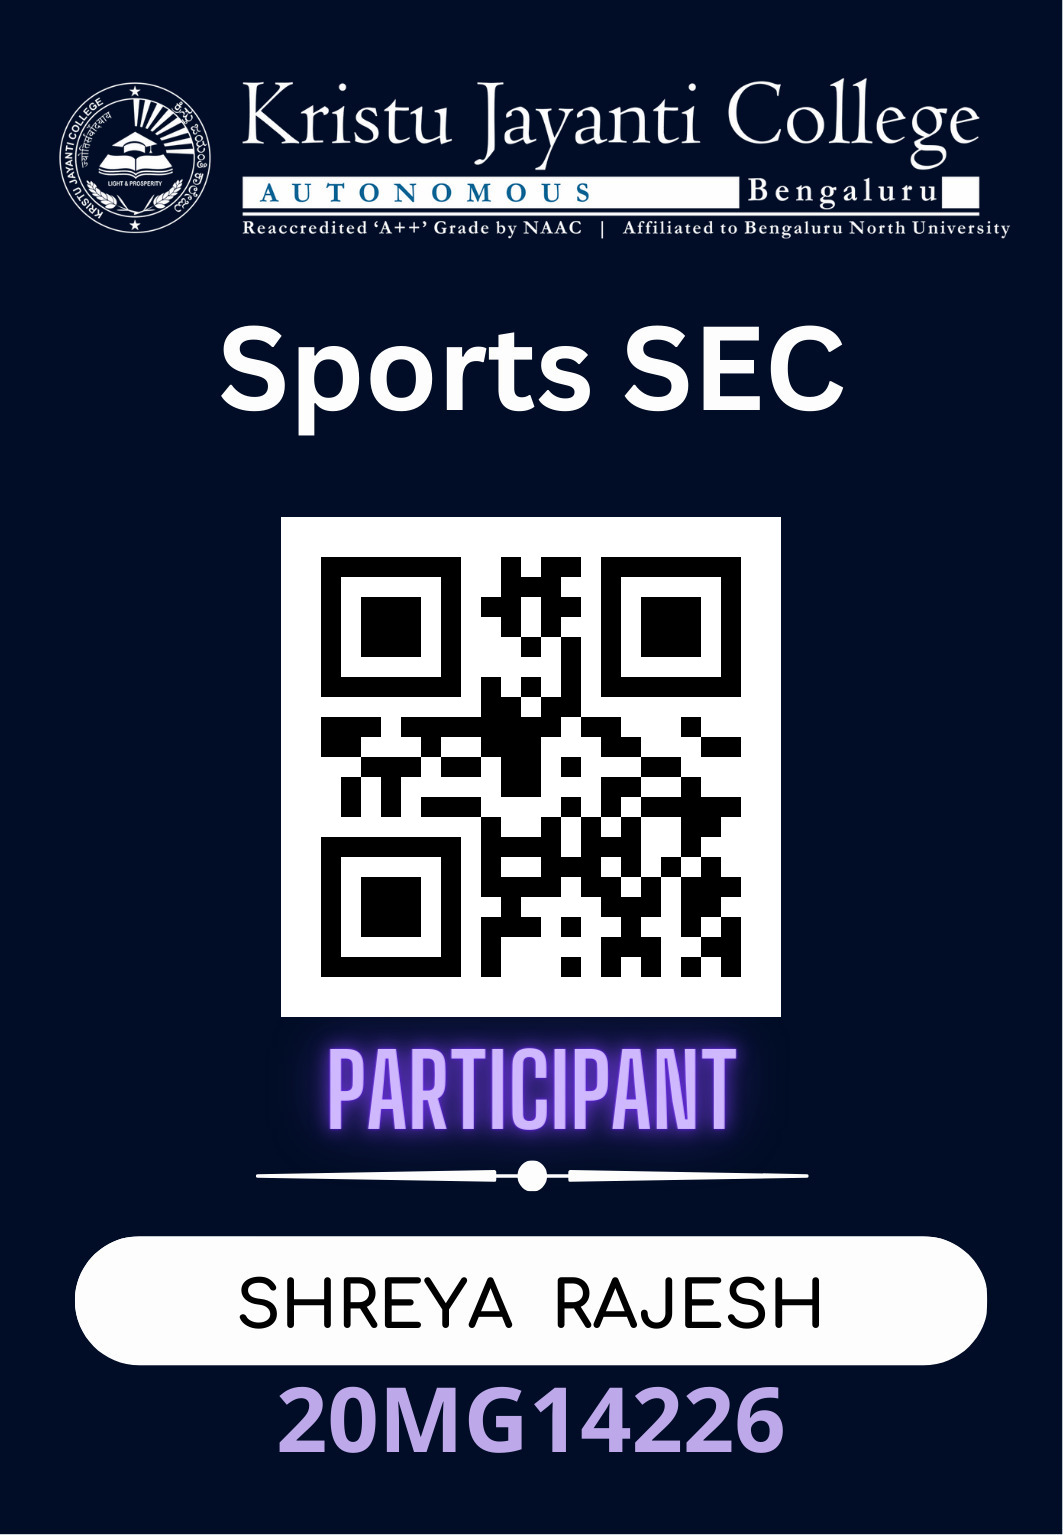 Kristu Jayanti College
AUTONOMOUS Bengaluru
Reaccredited 'A++' Grade by NAAC | Affiliated to Bengaluru North University
KRISTU JAYANTI COLLEGE
LIGHT & PROSPERITY
Sports SEC
PARTICIPANT
SHREYA RAJESH
20MG14226